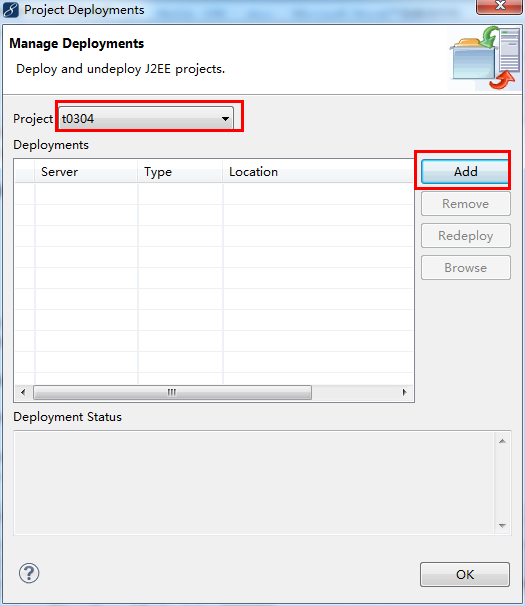 Project Deployments
Manage Deployments
Deploy and undeploy J2EE projects.
Project t0304
Deployments
Server Type Location
Add
Remove
Redeploy
Browse
Deployment Status
OK